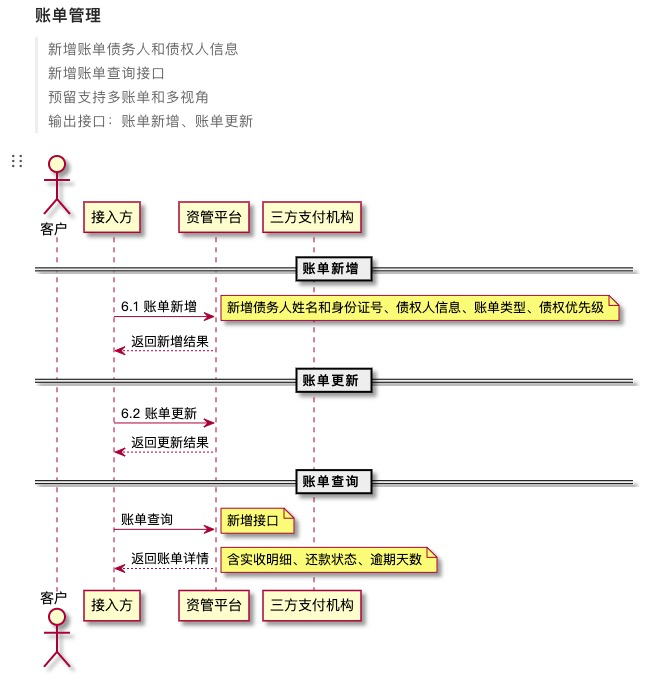 账单管理
新增账单债务人和债权人信息
新增账单查询接口
预留支持多账单和多视角
输出接口：账单新增、账单更新
客户
接入方
资管平台
三方支付机构
账单新增
6.1 账单新增
新增债务人姓名和身份证号、债权人信息、账单类型、债权优先级
返回新增结果
账单更新
6.2 账单更新
返回更新结果
账单查询
账单查询
新增接口
返回账单详情
含实收明细、还款状态、逾期天数
客户
接入方
资管平台
三方支付机构